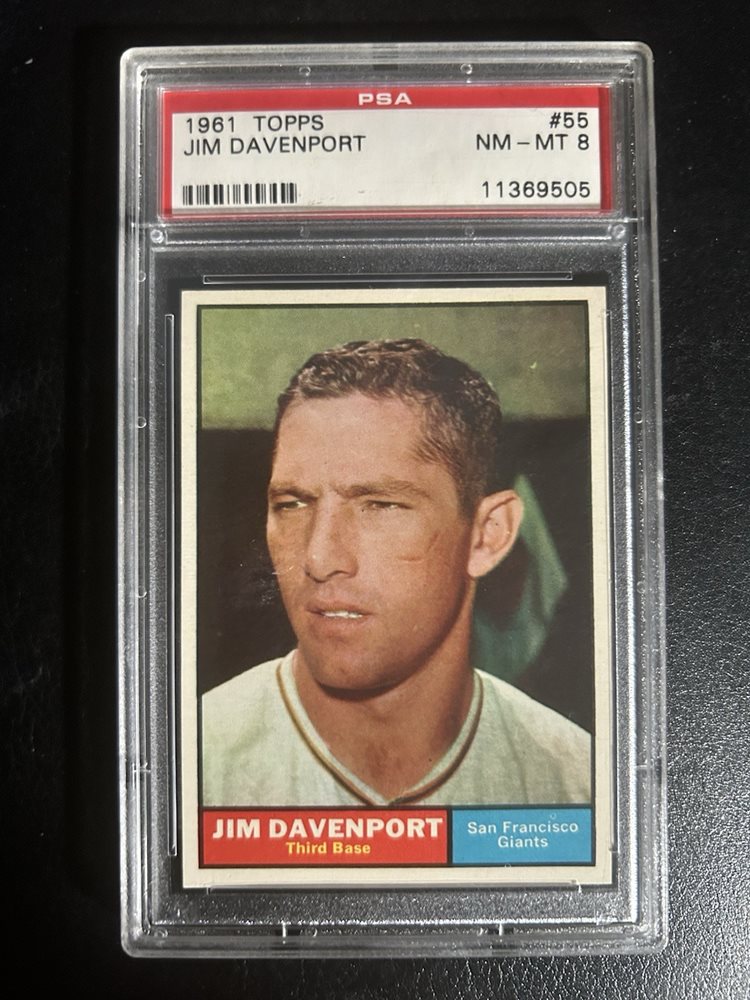 PSA
1961 TOPPS #55
JIM DAVENPORT NM-MT 8
11369505
JIM DAVENPORT
Third Base
San Francisco
Giants